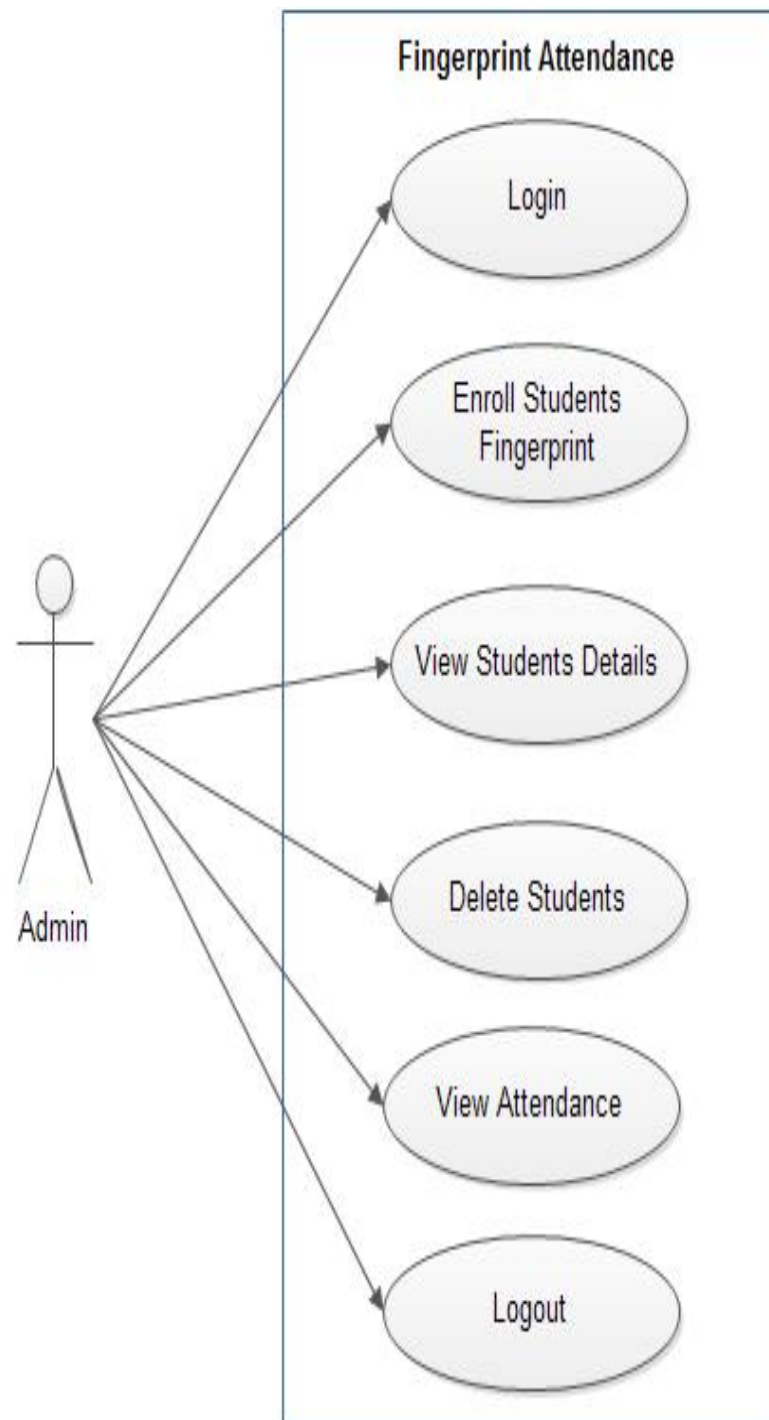 Fingerprint Attendance
Login
Enroll Students
Fingerprint
View Students Details
Delete Students
Admin
View Attendance
Logout